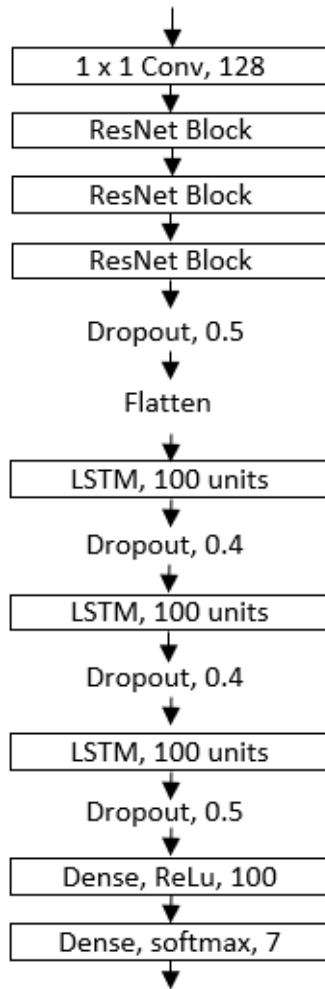 1 x 1 Conv, 128
ResNet Block
ResNet Block
ResNet Block
Dropout, 0.5
Flatten
LSTM, 100 units
Dropout, 0.4
LSTM, 100 units
Dropout, 0.4
LSTM, 100 units
Dropout, 0.5
Dense, ReLu, 100
Dense, softmax, 7